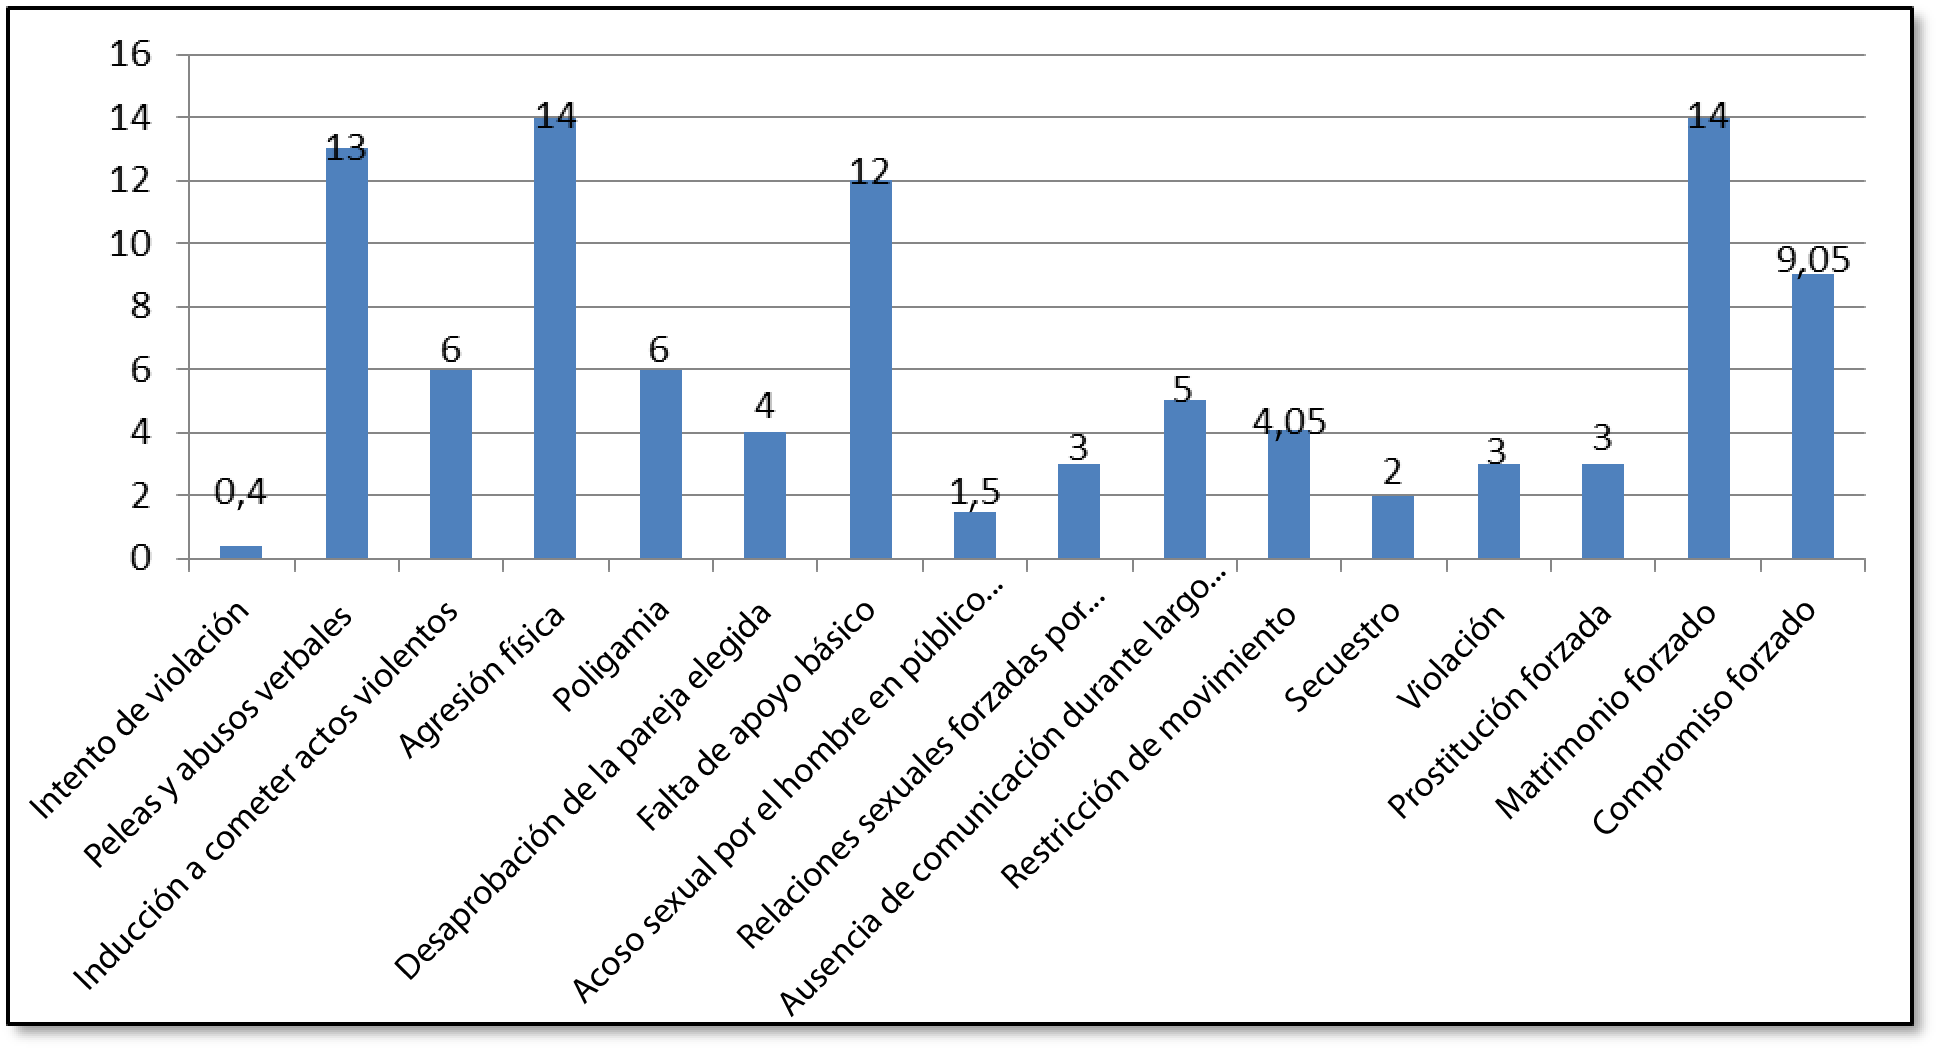 16
14
12
10
8
6
4
2
0
0,4
13
6
14
6
4
12
1,5
3
5
4,05
2
3
3
14
9,05
Intento de violación
Peleas y abusos verbales
Inducción a cometer actos violentos
Agresión física
Poligamia
Desaprobación de la pareja elegida
Falta de apoyo básico
Acoso sexual por el hombre en público...
Relaciones sexuales forzadas por...
Ausencia de comunicación durante largo...
Restricción de movimiento
Secuestro
Violación
Prostitución forzada
Matrimonio forzado
Compromiso forzado